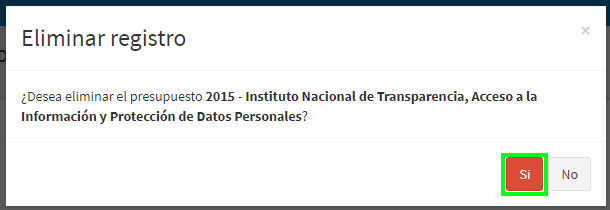 Eliminar registro
×
¿Desea eliminar el presupuesto 2015 - Instituto Nacional de Transparencia, Acceso a la
Información y Protección de Datos Personales?
Si
No